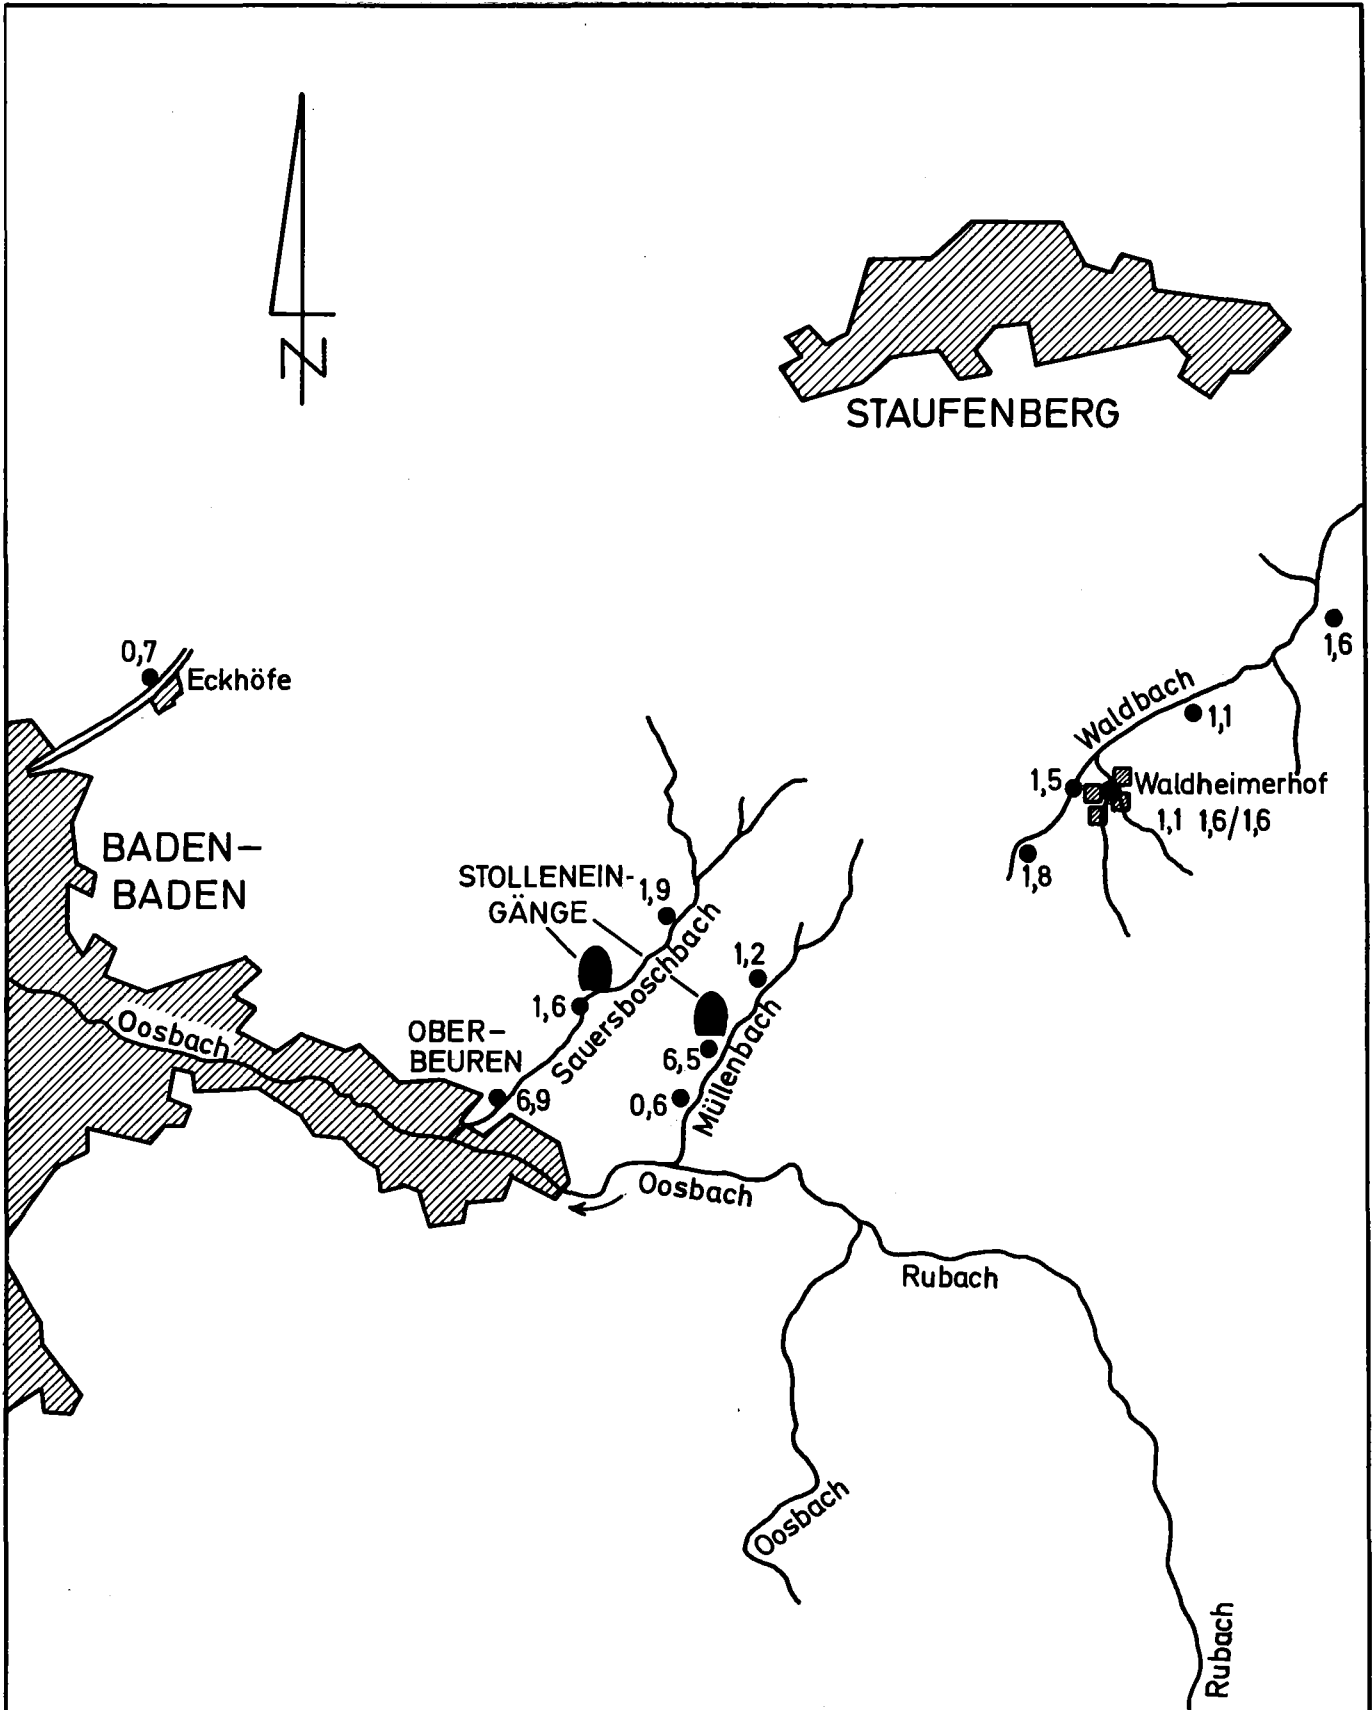 N
STAUFENBERG
0,7
Eckhöfe
1,6
Waldbach
1,1
1,5
Waldheimerhof
1,1 1,6/1,6
1,8
BADEN-
BADEN
STOLLENEIN-
GÄNGE
1,9
Sauersboschbach
1,2
1,6
Oosbach
OBER-
BEUREN
6,5
Müllenbach
6,9
0,6
Oosbach
Rubach
Oosbach
Rubach